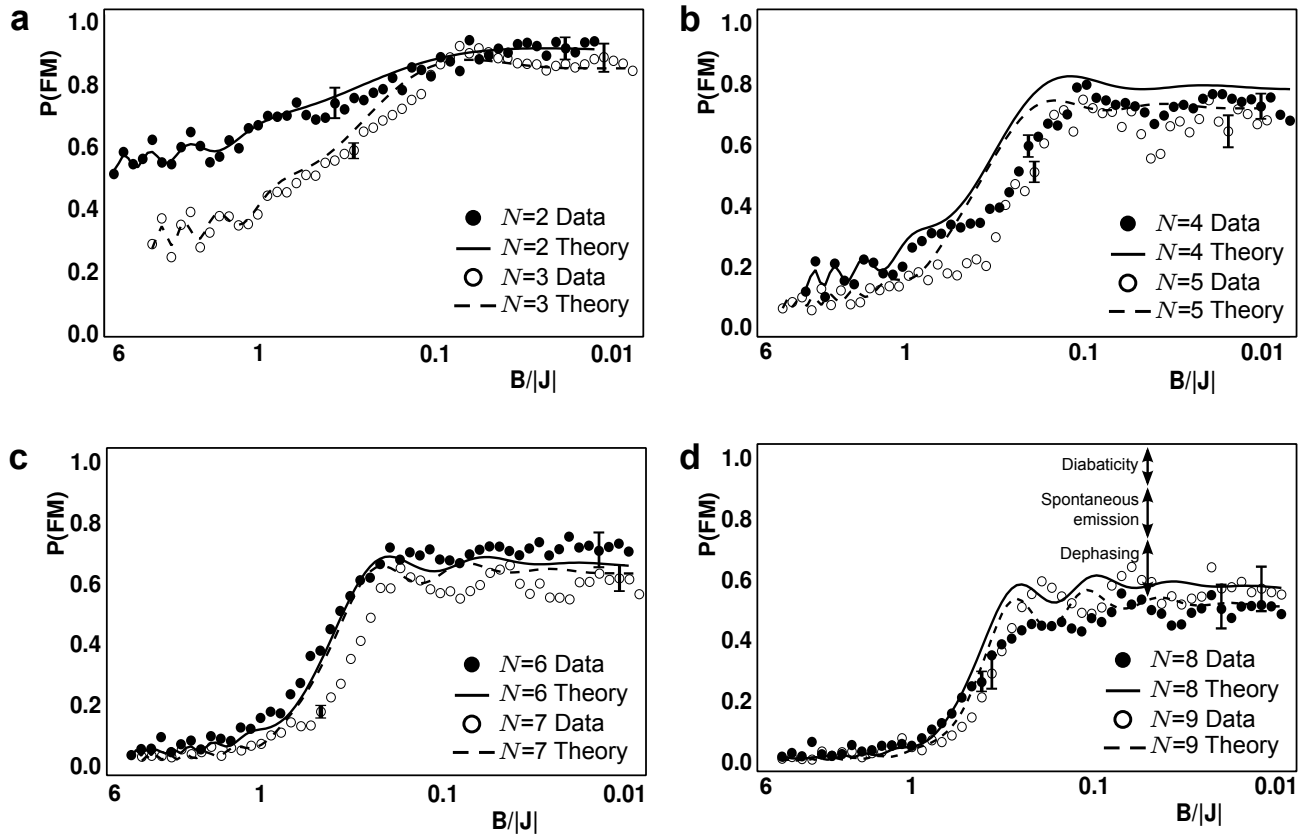 a
P(FM)
1.0
0.8
0.6
0.4
0.2
0.0
N=2 Data
N=2 Theory
N=3 Data
N=3 Theory
6 1 0.1 0.01
B/|J|
b
P(FM)
1.0
0.8
0.6
0.4
0.2
0.0
N=4 Data
N=4 Theory
N=5 Data
N=5 Theory
6 1 0.1 0.01
B/|J|
c
P(FM)
1.0
0.8
0.6
0.4
0.2
0.0
N=6 Data
N=6 Theory
N=7 Data
N=7 Theory
6 1 0.1 0.01
B/|J|
d
P(FM)
1.0
0.8
0.6
0.4
0.2
0.0
Diabaticity
Spontaneous
emission
Dephasing
N=8 Data
N=8 Theory
N=9 Data
N=9 Theory
6 1 0.1 0.01
B/|J|